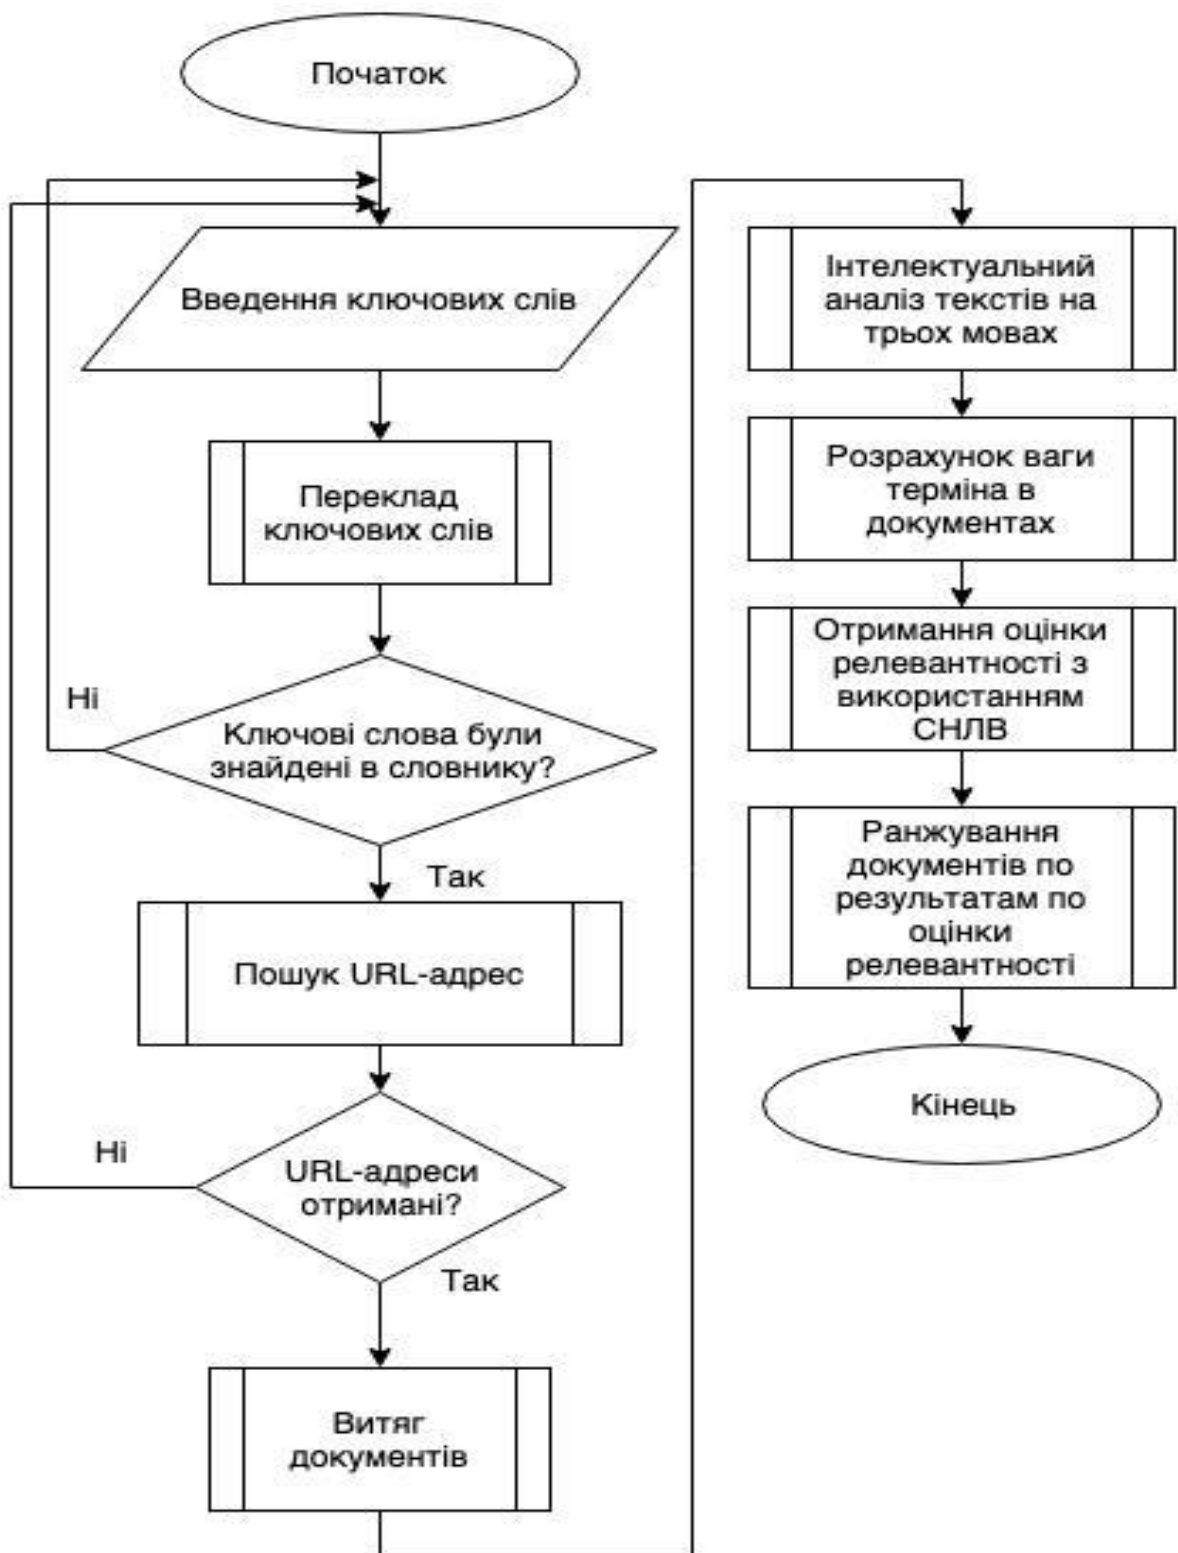 Початок
Введення ключових слів
Переклад
ключових слів
Ні
Ключові слова були
знайдені в словнику?
Так
Пошук URL-адрес
Ні
URL-адреси
отримані?
Так
Витяг
документів
Інтелектуальний
аналіз текстів на
трьох мовах
Розрахунок ваги
терміна в
документах
Отримання оцінки
релевантності з
використанням
СНЛВ
Ранжування
документів по
результатам по
оцінки
релевантності
Кінець